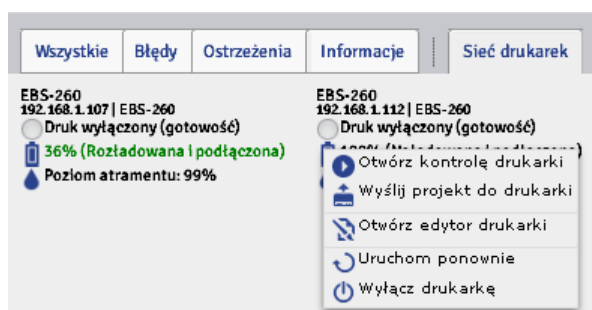 Wszystkie
Błędy
Ostrzeżenia
Informacje
Sieć drukarek
EBS-260
192.168.1.107 | EBS-260
Druk wyłączony (gotowość)
36% (Rozładowana i podłączona)
Poziom atramentu: 99%
EBS-260
192.168.1.112 | EBS-260
Druk wyłączony (gotowość)
Otwórz kontrolę drukarki
Wyślij projekt do drukarki
Otwórz edytor drukarki
Uruchom ponownie
Wyłącz drukarkę